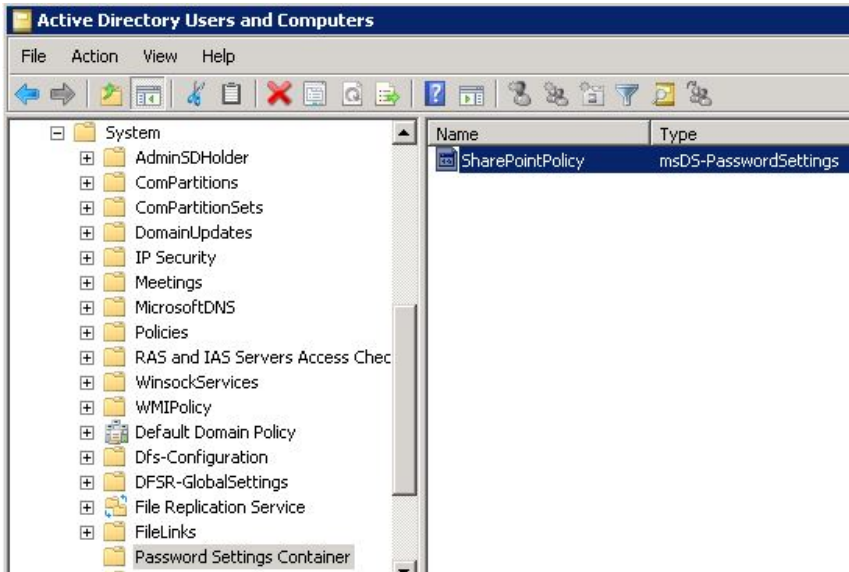 Active Directory Users and Computers
File Action View Help
System
AdminSDHolder
ComPartitions
ComPartitionSets
DomainUpdates
IP Security
Meetings
MicrosoftDNS
Policies
RAS and IAS Servers Access Chec
WinsockServices
WMIPolicy
Default Domain Policy
Dfs-Configuration
DFSR-GlobalSettings
File Replication Service
FileLinks
Password Settings Container
Name Type
SharePointPolicy msDS-PasswordSettings